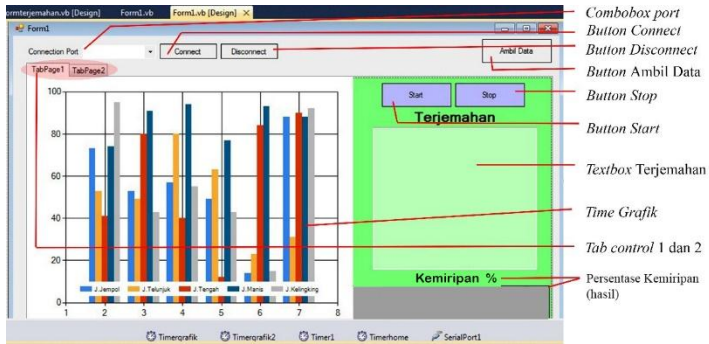 ormterjemahan.vb [Design] Form1.vb Form1.vb [Design] ×
Form1
Connection Port Connect Disconnect Ambil Data
TabPage1 TabPage2
Start Stop
Terjemahan
100
80
60
40
20
0
J.Jempol J.Telunjuk J.Tengah J.Manis J.Kelingking
1 2 3 4 5 6 7 8
Kemiripan %
Timergrafik Timergrafik2 Timer1 Timerhome SerialPort1
Combobox port
Button Connect
Button Disconnect
Button Ambil Data
Button Stop
Button Start
Textbox Terjemahan
Time Grafik
Tab control 1 dan 2
Persentase Kemiripan
(hasil)